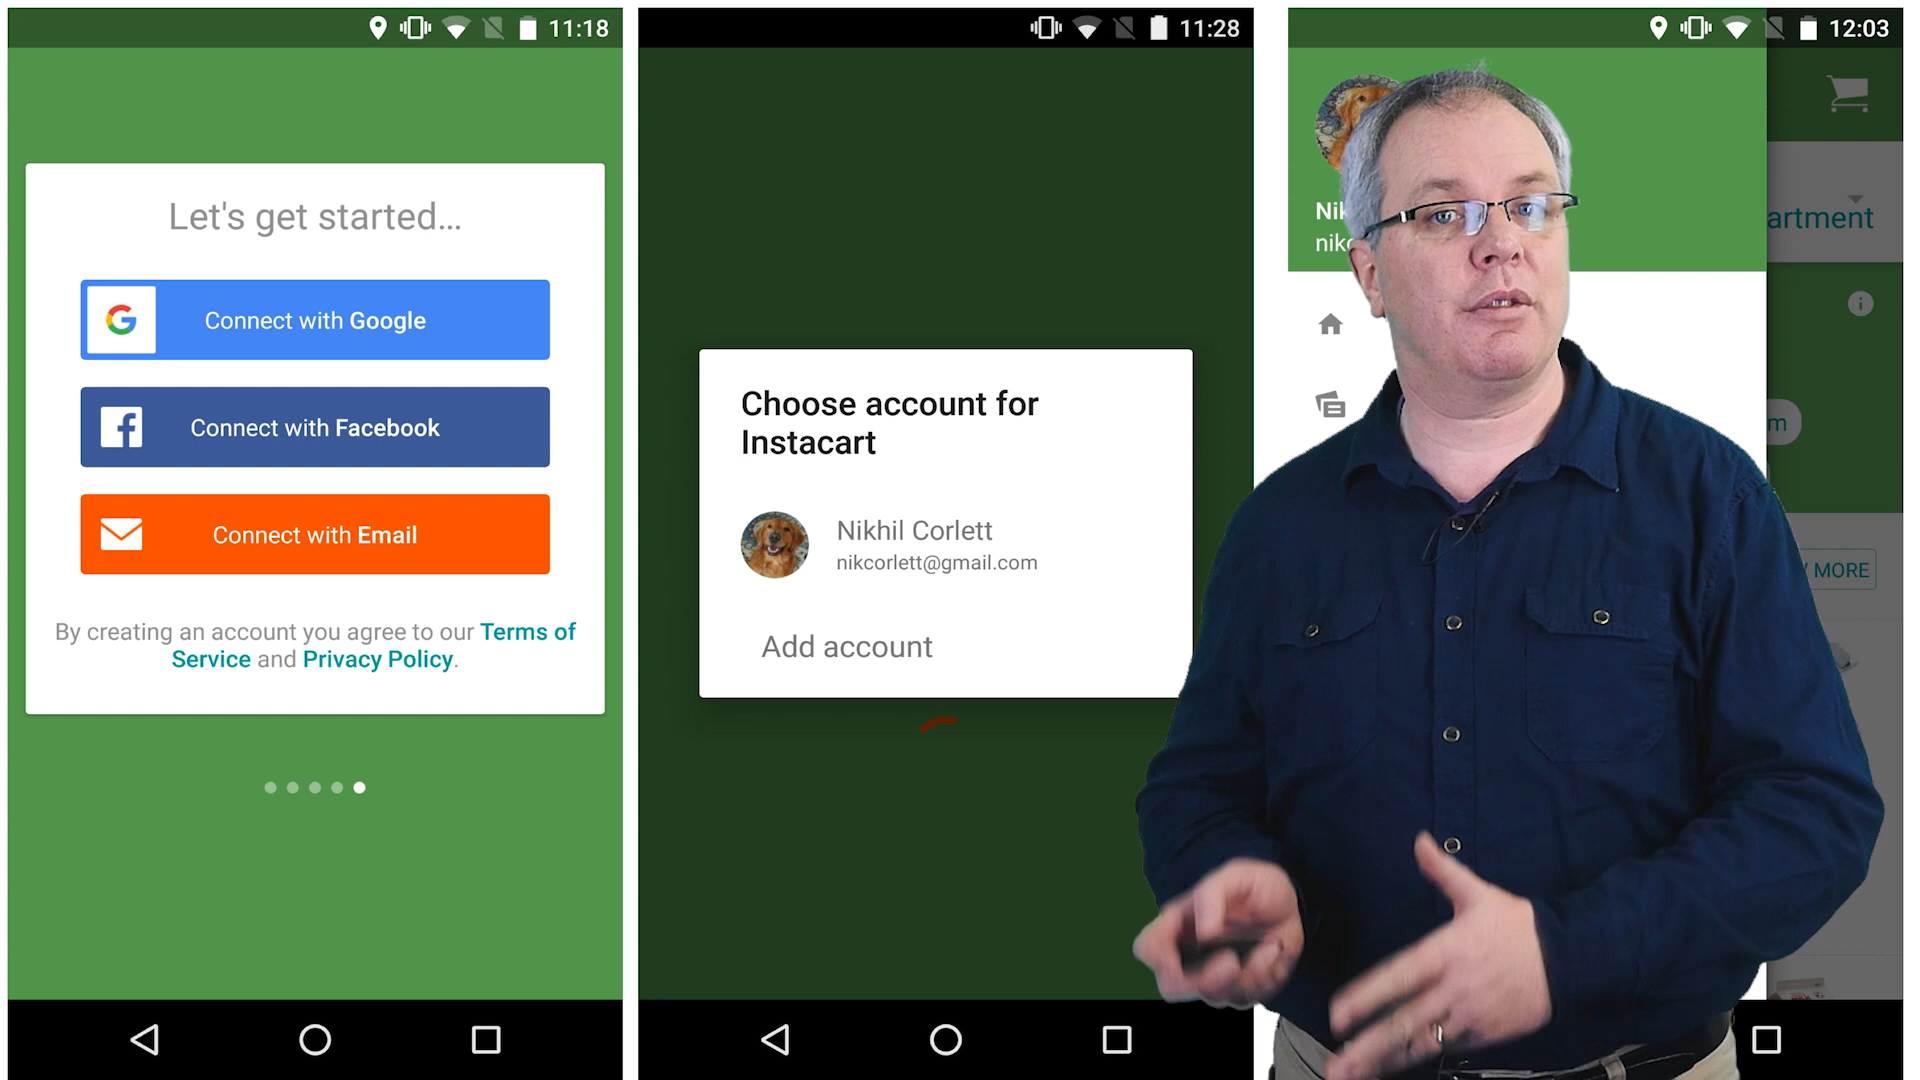 11:18
Let's get started...
Connect with Google
Connect with Facebook
Connect with Email
By creating an account you agree to our Terms of
Service and Privacy Policy.
11:28
Choose account for
Instacart
Nikhil Corlett
nikcorlett@gmail.com
Add account
12:03
Nik
nikc
artment
m
MORE